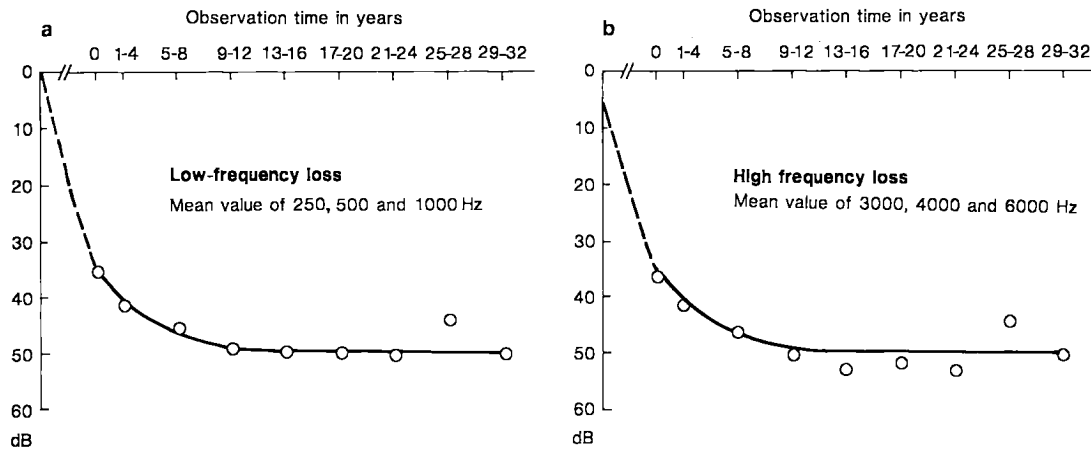 a
Observation time in years
0 1-4 5-8 9-12 13-16 17-20 21-24 25-28 29-32
0
10
20
30
40
50
60
dB
Low-frequency loss
Mean value of 250, 500 and 1000 Hz
b
Observation time in years
0 1-4 5-8 9-12 13-16 17-20 21-24 25-28 29-32
0
10
20
30
40
50
60
dB
High frequency loss
Mean value of 3000, 4000 and 6000 Hz